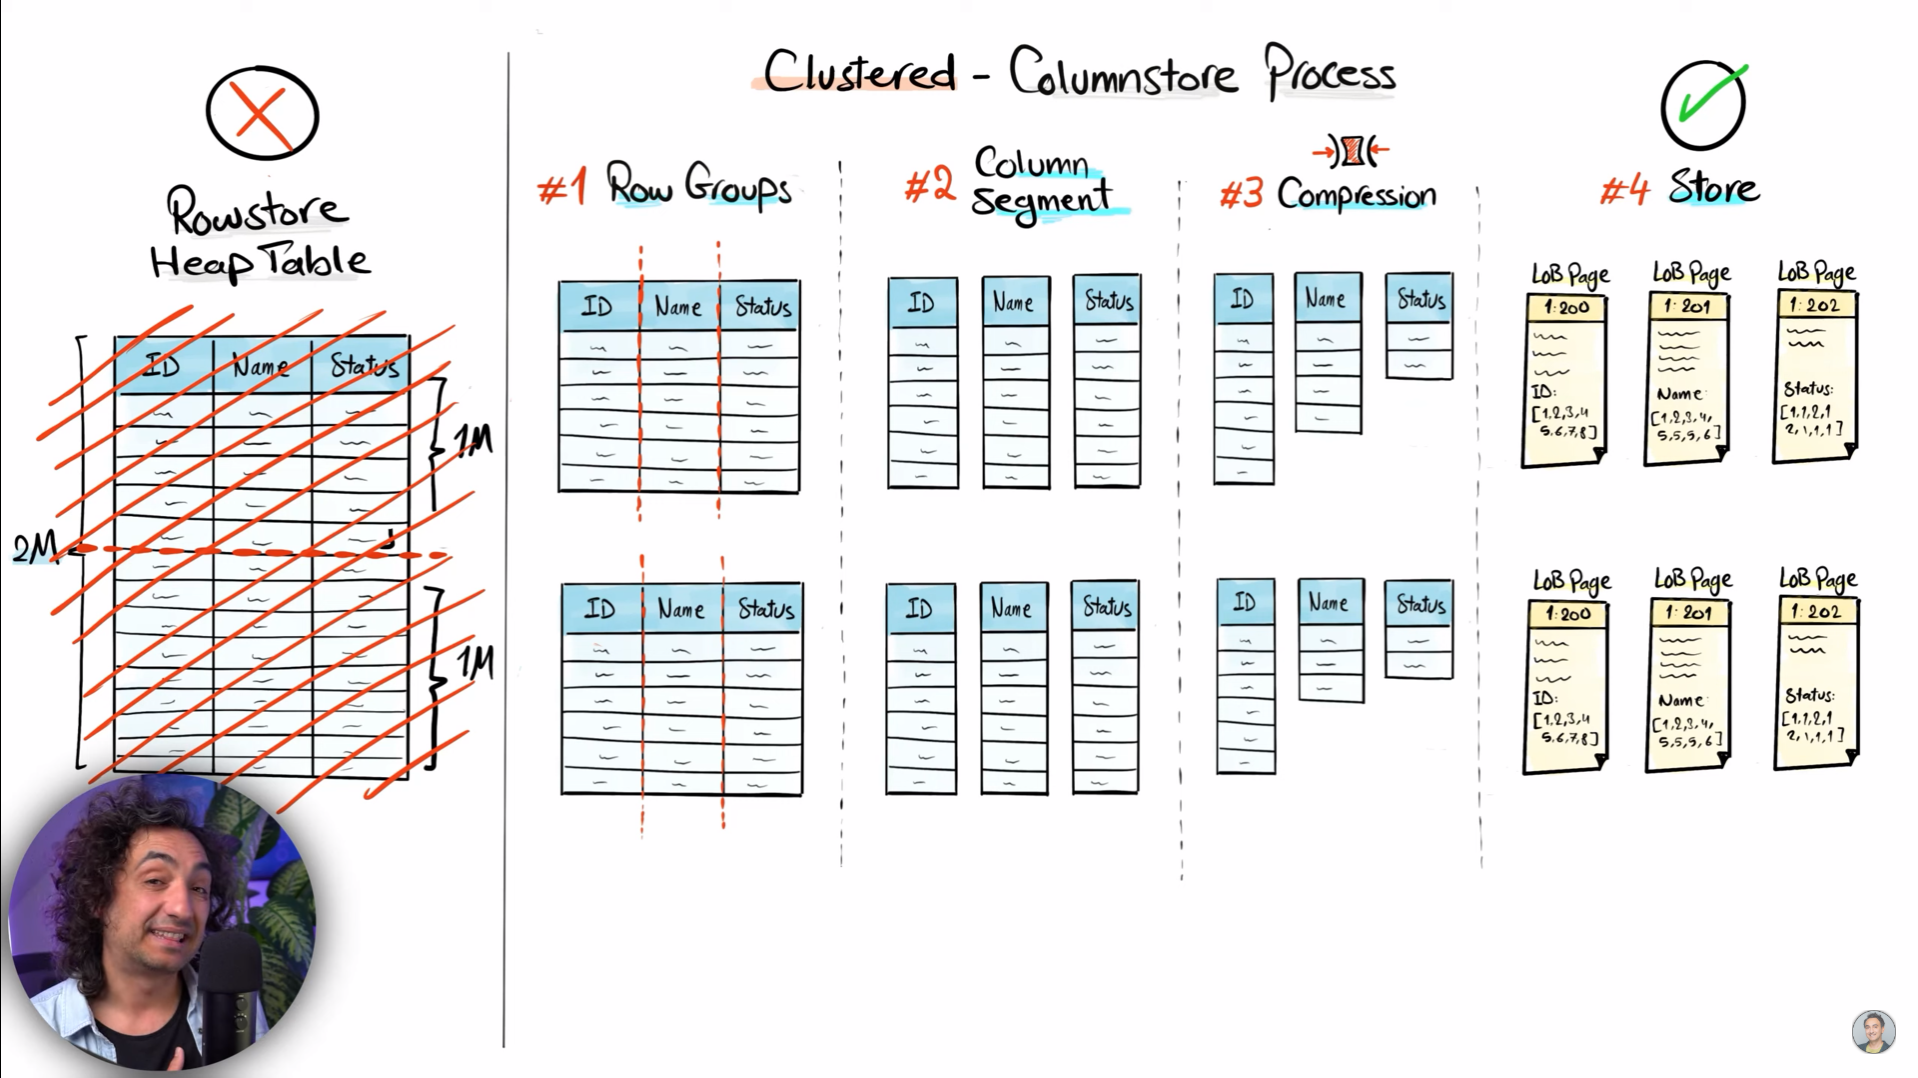 Clustered - Columnstore Process
Rowstore
Heap Table
2M
ID Name Status
1M
1M
#1 Row Groups
ID Name Status
ID Name Status
#2 Column
Segment
ID Name Status
ID Name Status
#3 Compression
ID Name Status
ID Name Status
#4 Store
LoB Page
1:200
ID:
[1,2,3,4
5,6,7,8]
LoB Page
1:201
Name:
[1,2,3,4,
5,5,5,6]
LoB Page
1:202
Status:
[1,1,2,1
2,1,1,1]
LoB Page
1:200
ID:
[1,2,3,4
5,6,7,8]
LoB Page
1:201
Name:
[1,2,3,4,
5,5,5,6]
LoB Page
1:202
Status:
[1,1,2,1
2,1,1,1]